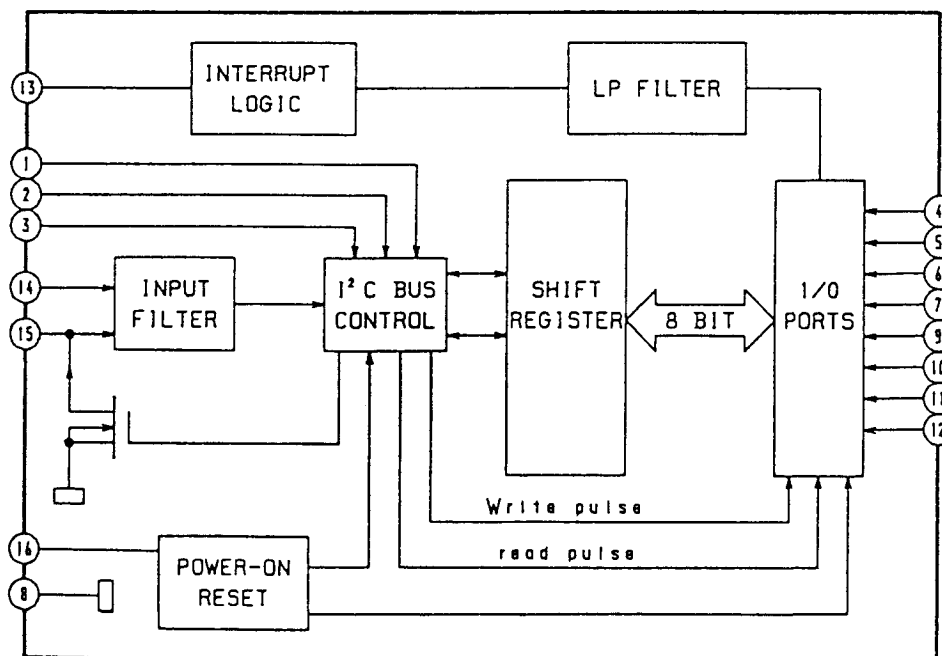 13
INTERRUPT
LOGIC
LP FILTER
1
2
3
4
5
6
7
9
10
11
12
14
15
INPUT
FILTER
I² C BUS
CONTROL
SHIFT
REGISTER
8 BIT
I/O
PORTS
Write pulse
read pulse
16
8
POWER-ON
RESET